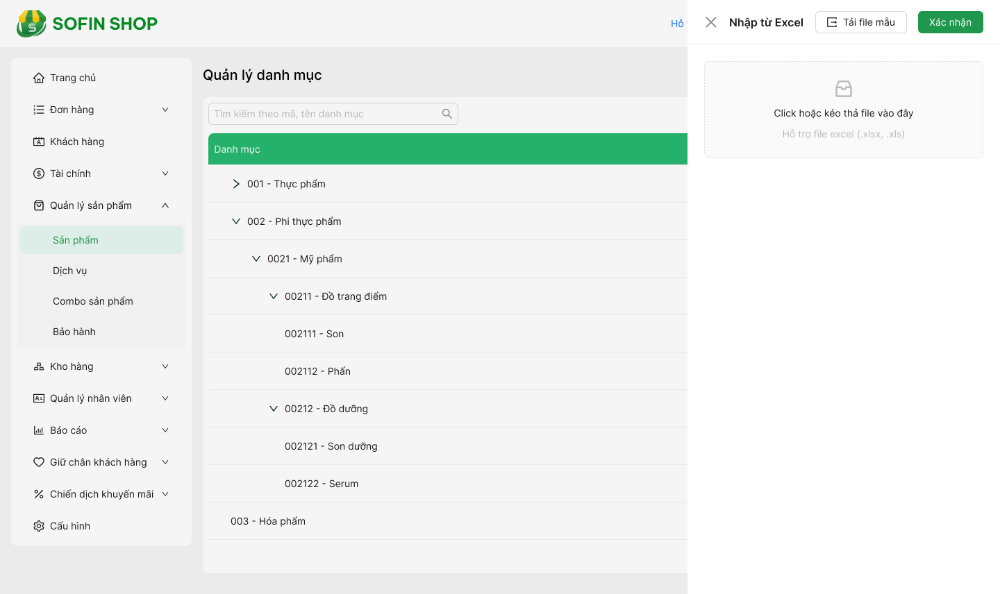 SOFIN SHOP
Hỗ
Nhập từ Excel
Tải file mẫu
Xác nhận
Trang chủ
Đơn hàng
Khách hàng
Tài chính
Quản lý sản phẩm
Sản phẩm
Dịch vụ
Combo sản phẩm
Bảo hành
Kho hàng
Quản lý nhân viên
Báo cáo
Giữ chân khách hàng
Chiến dịch khuyến mãi
Cấu hình
Quản lý danh mục
Tìm kiếm theo mã, tên danh mục
Danh mục
001 - Thực phẩm
002 - Phi thực phẩm
0021 - Mỹ phẩm
00211 - Đồ trang điểm
002111 - Son
002112 - Phấn
00212 - Đồ dưỡng
002121 - Son dưỡng
002122 - Serum
003 - Hóa phẩm
Click hoặc kéo thả file vào đây
Hỗ trợ file excel (.xlsx, .xls)